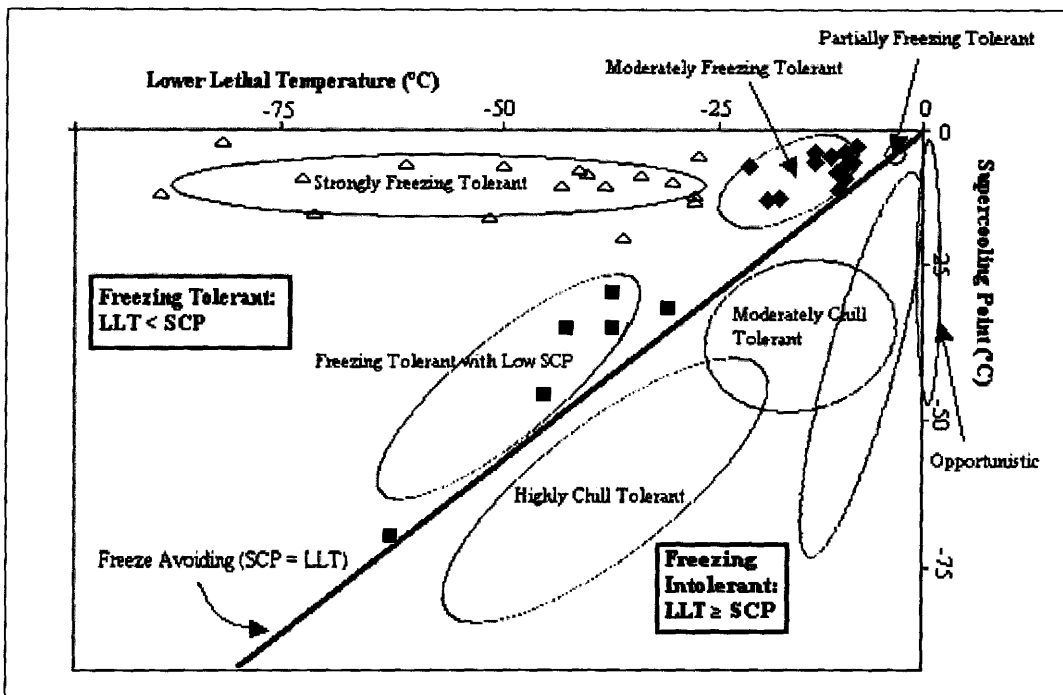 Partially Freezing Tolerant
Moderately Freezing Tolerant
Lower Lethal Temperature (°C)
-75
-50
-25
0
0
Strongly Freezing Tolerant
Supercooling Point (°C)
-25
Freezing Tolerant:
LLT < SCP
Moderately Chill
Tolerant
Freezing Tolerant with Low SCP
-50
Opportunistic
Highly Chill Tolerant
Freeze Avoiding (SCP = LLT)
Freezing
Intolerant:
LLT ≥ SCP
-75